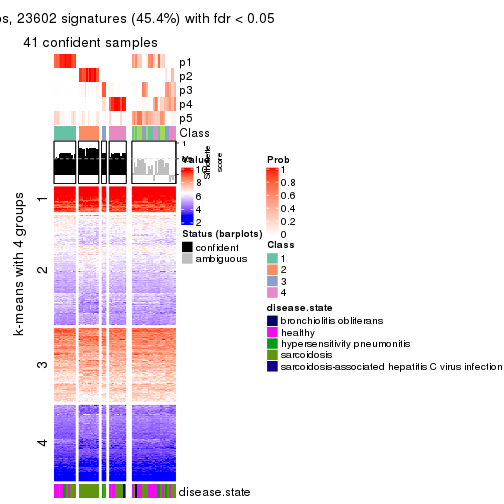 os, 23602 signatures (45.4%) with fdr < 0.05
41 confident samples
p1
p2
p3
p4
p5
Class
1
Silhouette
score
Value
10
8
6
4
2
Status (barplots)
confident
ambiguous
Prob
1
0.8
0.6
0.4
0.2
0
Class
1
2
3
4
disease.state
bronchiolitis obliterans
healthy
hypersensitivity pneumonitis
sarcoidosis
sarcoidosis-associated hepatitis C virus infection
k-means with 4 groups
1
2
3
4
disease.state